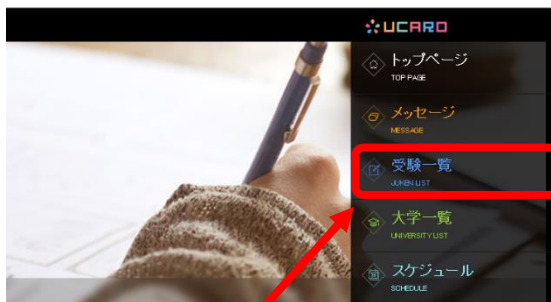 UCARO
トップページ
TOP PAGE
メッセージ
MESSAGE
受験一覧
JUKEN LIST
大学一覧
UNIVERSITY LIST
スケジュール
SCHEDULE